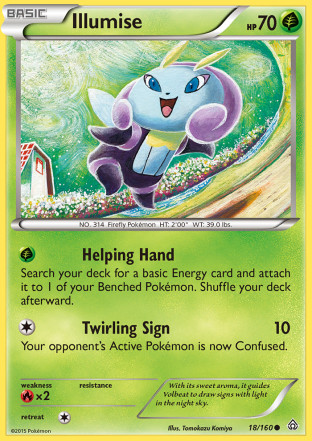 BASIC
Illumise
HP70
NO. 314 Firefly Pokémon HT: 2'00" WT: 39.0 lbs.
Helping Hand
Search your deck for a basic Energy card and attach
it to 1 of your Benched Pokémon. Shuffle your deck
afterward.
Twirling Sign 10
Your opponent's Active Pokémon is now Confused.
weakness
resistance
×2
retreat
With its sweet aroma, it guides
Volbeat to draw signs with light
in the night sky.
©2015 Pokémon
Illus. Tomokazu Komiya
18/160